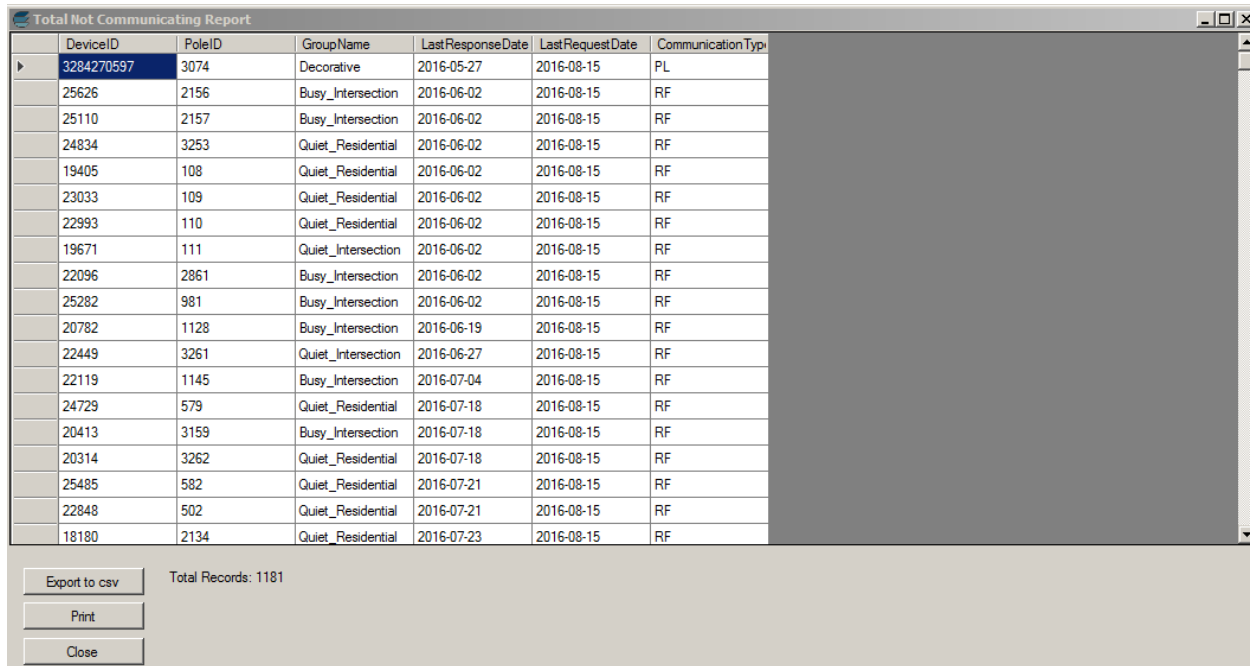 Total Not Communicating Report
DeviceID PoleID GroupName LastResponseDate LastRequestDate CommunicationType
3284270597 3074 Decorative 2016-05-27 2016-08-15 PL
25626 2156 Busy_Intersection 2016-06-02 2016-08-15 RF
25110 2157 Busy_Intersection 2016-06-02 2016-08-15 RF
24834 3253 Quiet_Residential 2016-06-02 2016-08-15 RF
19405 108 Quiet_Residential 2016-06-02 2016-08-15 RF
23033 109 Quiet_Residential 2016-06-02 2016-08-15 RF
22993 110 Quiet_Residential 2016-06-02 2016-08-15 RF
19671 111 Quiet_Intersection 2016-06-02 2016-08-15 RF
22096 2861 Busy_Intersection 2016-06-02 2016-08-15 RF
25282 981 Busy_Intersection 2016-06-02 2016-08-15 RF
20782 1128 Busy_Intersection 2016-06-19 2016-08-15 RF
22449 3261 Quiet_Intersection 2016-06-27 2016-08-15 RF
22119 1145 Busy_Intersection 2016-07-04 2016-08-15 RF
24729 579 Quiet_Residential 2016-07-18 2016-08-15 RF
20413 3159 Busy_Intersection 2016-07-18 2016-08-15 RF
20314 3262 Quiet_Residential 2016-07-18 2016-08-15 RF
25485 582 Quiet_Residential 2016-07-21 2016-08-15 RF
22848 502 Quiet_Residential 2016-07-21 2016-08-15 RF
18180 2134 Quiet_Residential 2016-07-23 2016-08-15 RF
Export to csv Total Records: 1181
Print
Close